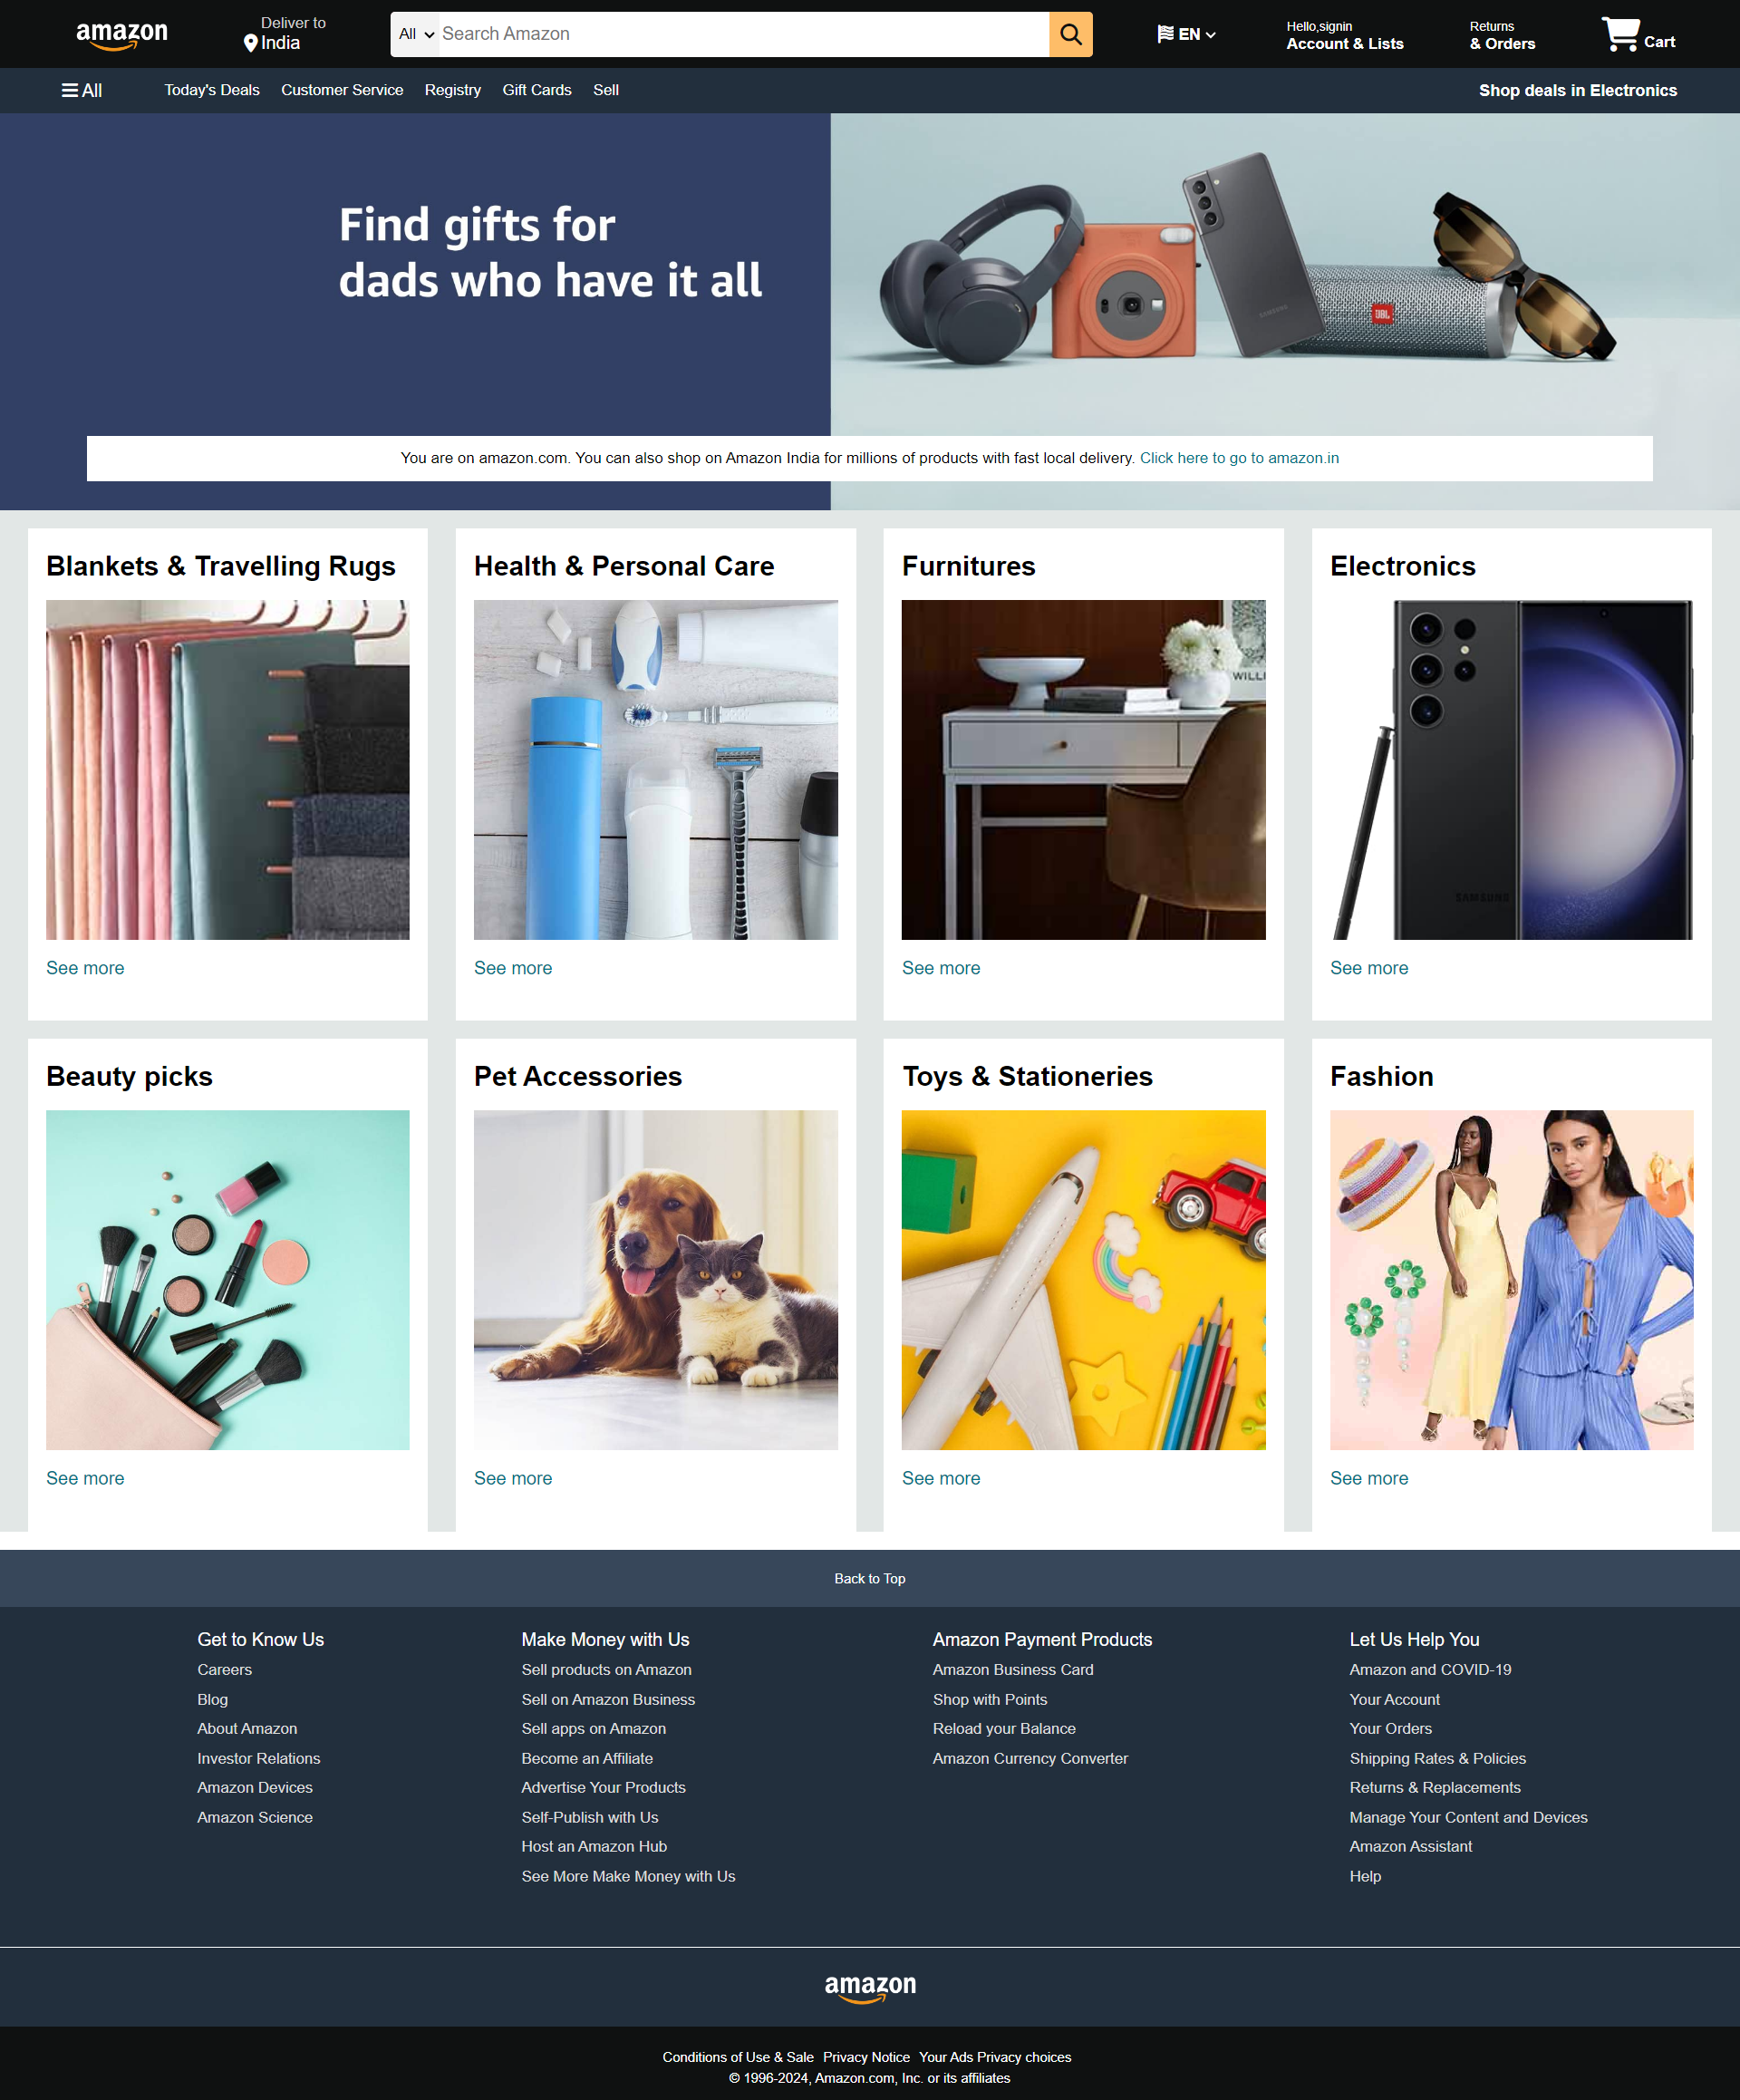 amazon
Deliver to
India
All
Search Amazon
EN
Hello,signin
Account & Lists
Returns
& Orders
Cart
All
Today's Deals
Customer Service
Registry
Gift Cards
Sell
Shop deals in Electronics
Find gifts for
dads who have it all
SAMSUNG
JBL
You are on amazon.com. You can also shop on Amazon India for millions of products with fast local delivery. Click here to go to amazon.in
Blankets & Travelling Rugs
Health & Personal Care
Furnitures
Electronics
WILLI
SAMSUNG
See more
See more
See more
See more
Beauty picks
Pet Accessories
Toys & Stationeries
Fashion
See more
See more
See more
See more
Back to Top
Get to Know Us
Careers
Blog
About Amazon
Investor Relations
Amazon Devices
Amazon Science
Make Money with Us
Sell products on Amazon
Sell on Amazon Business
Sell apps on Amazon
Become an Affiliate
Advertise Your Products
Self-Publish with Us
Host an Amazon Hub
See More Make Money with Us
Amazon Payment Products
Amazon Business Card
Shop with Points
Reload your Balance
Amazon Currency Converter
Let Us Help You
Amazon and COVID-19
Your Account
Your Orders
Shipping Rates & Policies
Returns & Replacements
Manage Your Content and Devices
Amazon Assistant
Help
amazon
Conditions of Use & Sale Privacy Notice Your Ads Privacy choices
© 1996-2024, Amazon.com, Inc. or its affiliates